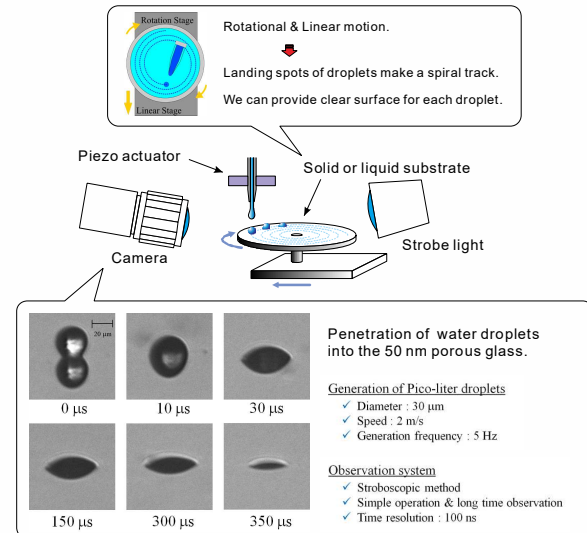 Rotation Stage
Linear Stage
Rotational & Linear motion.
Landing spots of droplets make a spiral track.
We can provide clear surface for each droplet.
Piezo actuator
Solid or liquid substrate
Camera
Strobe light
20 μm
0 μs
10 μs
30 μs
150 μs
300 μs
350 μs
Penetration of water droplets
into the 50 nm porous glass.
Generation of Pico-liter droplets
✓ Diameter : 30 μm
✓ Speed : 2 m/s
✓ Generation frequency : 5 Hz
Observation system
✓ Stroboscopic method
✓ Simple operation & long time observation
✓ Time resolution : 100 ns